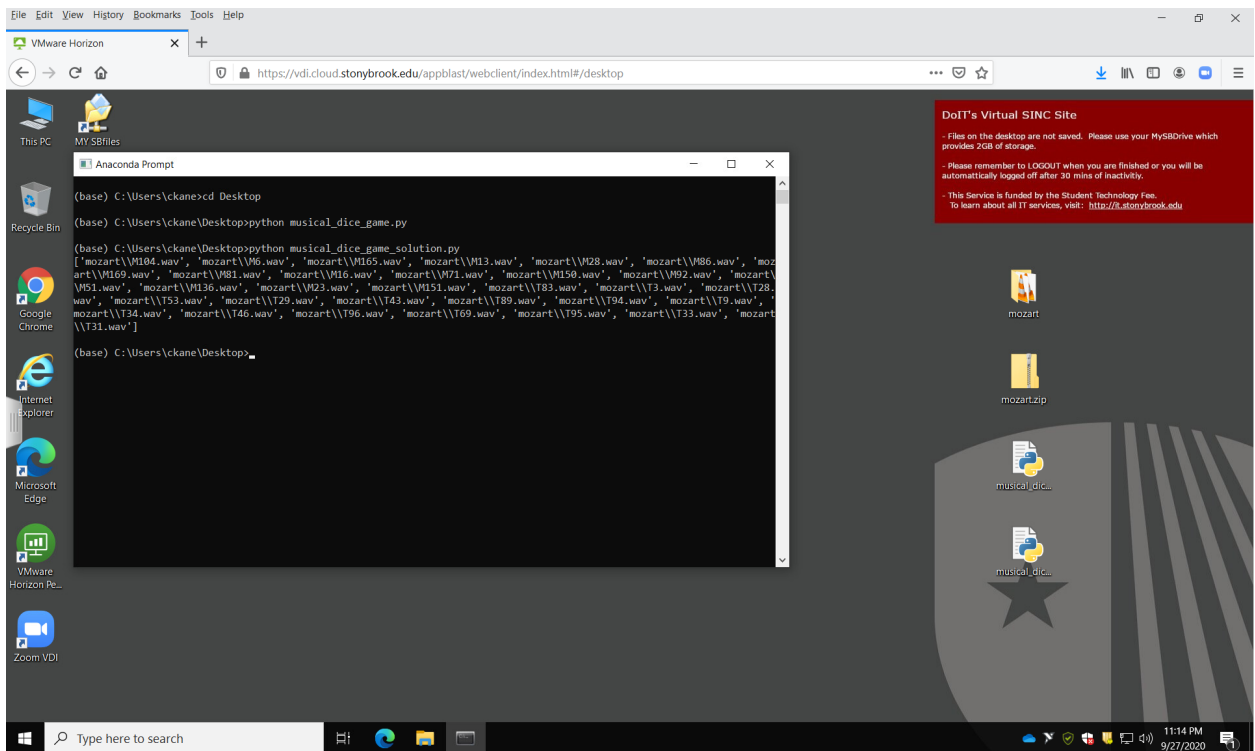 File Edit View History Bookmarks Tools Help
VMware Horizon
https://vdi.cloud.stonybrook.edu/appblast/webclient/index.html#/desktop
This PC
MY SBfiles
DoIT's Virtual SINC Site
- Files on the desktop are not saved. Please use your MySBDrive which
provides 2GB of storage.
- Please remember to LOGOUT when you are finished or you will be
automattically logged off after 30 mins of inactivitiy.
- This Service is funded by the Student Technology Fee.
To learn about all IT services, visit: http://it.stonybrook.edu
Anaconda Prompt
(base) C:\Users\ckane>cd Desktop
(base) C:\Users\ckane\Desktop>python musical_dice_game.py
(base) C:\Users\ckane\Desktop>python musical_dice_game_solution.py
['mozart\\M104.wav', 'mozart\\M6.wav', 'mozart\\M165.wav', 'mozart\\M13.wav', 'mozart\\M28.wav', 'mozart\\M86.wav', 'moz
art\\M169.wav', 'mozart\\M81.wav', 'mozart\\M16.wav', 'mozart\\M71.wav', 'mozart\\M150.wav', 'mozart\\M92.wav', 'mozart\
\M51.wav', 'mozart\\M136.wav', 'mozart\\M23.wav', 'mozart\\M151.wav', 'mozart\\T83.wav', 'mozart\\T3.wav', 'mozart\\T28.
wav', 'mozart\\T53.wav', 'mozart\\T29.wav', 'mozart\\T43.wav', 'mozart\\T89.wav', 'mozart\\T94.wav', 'mozart\\T9.wav', '
mozart\\T34.wav', 'mozart\\T46.wav', 'mozart\\T96.wav', 'mozart\\T69.wav', 'mozart\\T95.wav', 'mozart\\T33.wav', 'mozart
\\T31.wav']
(base) C:\Users\ckane\Desktop>
Recycle Bin
Google
Chrome
Internet
Explorer
Microsoft
Edge
VMware
Horizon Pe...
Zoom VDI
mozart
mozart.zip
musical_dic...
musical_dic...
Type here to search
11:14 PM
9/27/2020
1